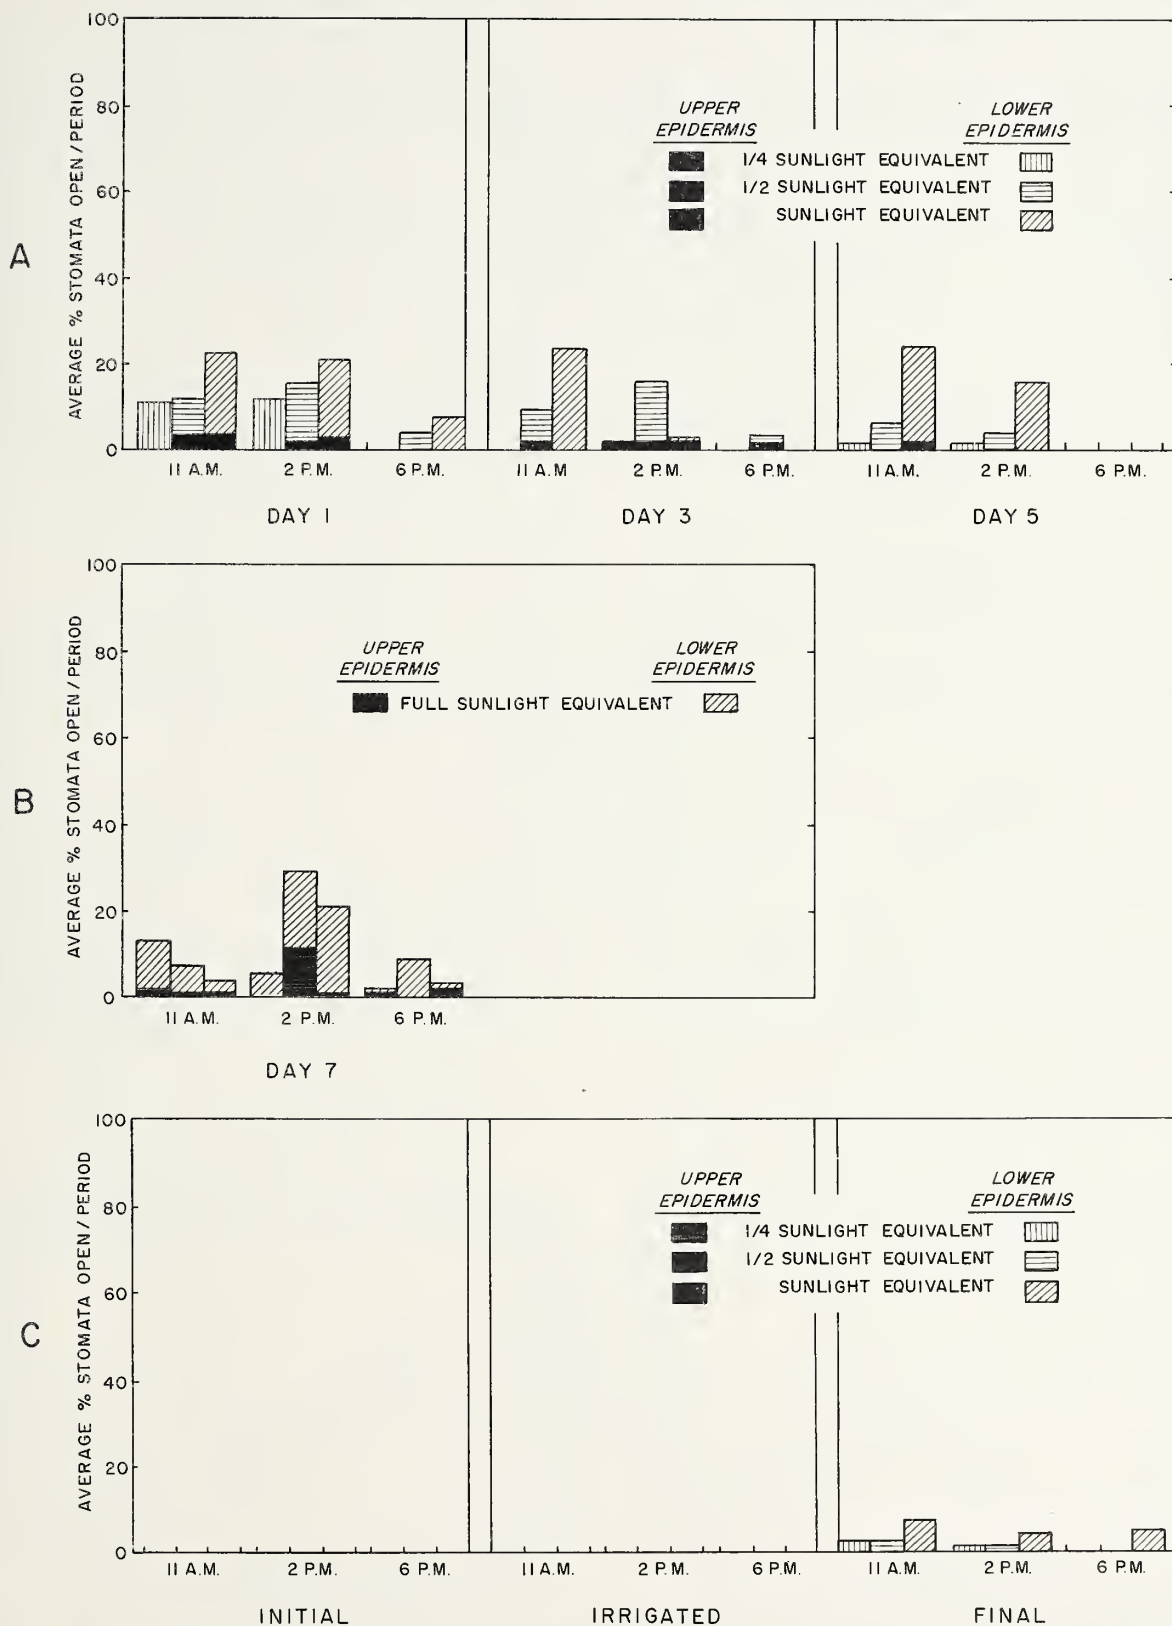 A
AVERAGE % STOMATA OPEN / PERIOD
100
80
60
40
20
0
UPPER EPIDERMIS
LOWER EPIDERMIS
1/4 SUNLIGHT EQUIVALENT
1/2 SUNLIGHT EQUIVALENT
SUNLIGHT EQUIVALENT
11 A.M. 2 P.M. 6 P.M.
11 A.M 2 P.M. 6 P.M.
11 A.M. 2 P.M. 6 P.M.
DAY 1
DAY 3
DAY 5
B
AVERAGE % STOMATA OPEN / PERIOD
100
80
60
40
20
0
UPPER EPIDERMIS
LOWER EPIDERMIS
FULL SUNLIGHT EQUIVALENT
11 A.M. 2 P.M. 6 P.M.
DAY 7
C
AVERAGE % STOMATA OPEN / PERIOD
100
80
60
40
20
0
UPPER EPIDERMIS
LOWER EPIDERMIS
1/4 SUNLIGHT EQUIVALENT
1/2 SUNLIGHT EQUIVALENT
SUNLIGHT EQUIVALENT
11 A.M. 2 P.M. 6 P.M.
11 A.M. 2 P.M. 6 P.M.
11 A.M. 2 P.M. 6 P.M.
INITIAL
IRRIGATED
FINAL